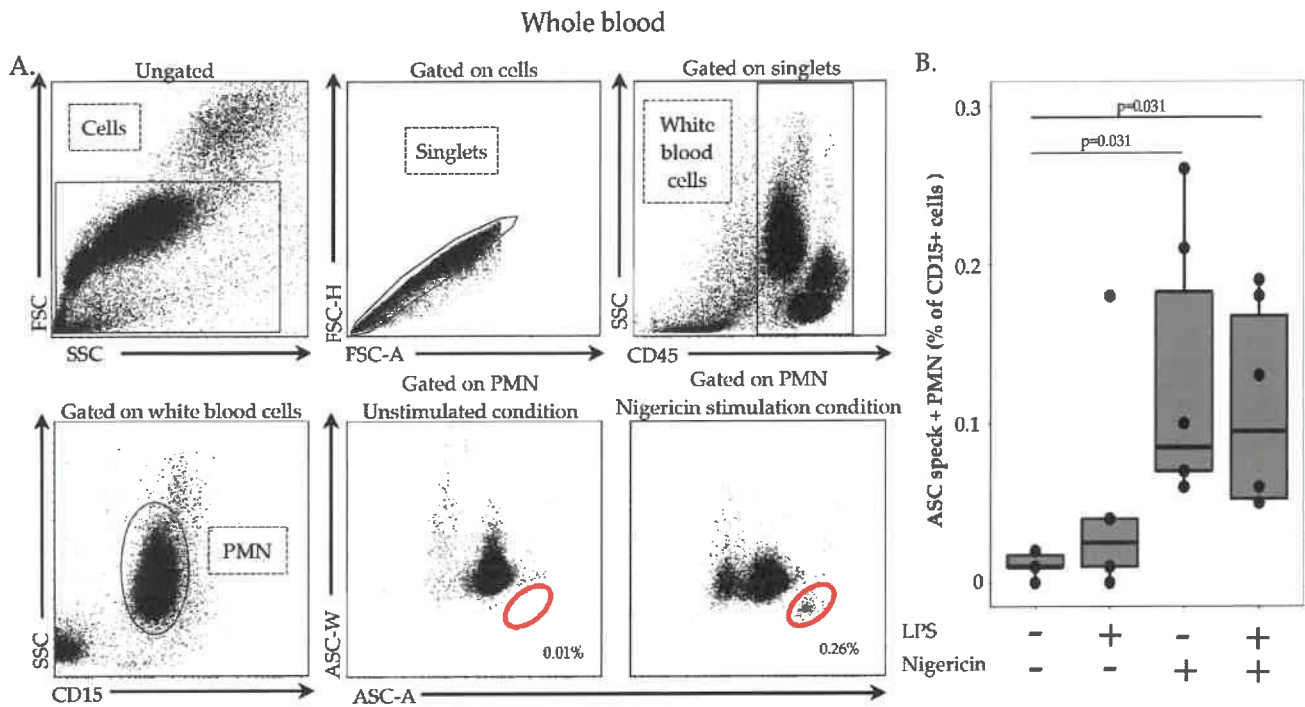 Whole blood
A.
Ungated
Cells
FSC
SSC
Gated on cells
Singlets
FSC-H
FSC-A
Gated on singlets
White
blood
cells
SSC
CD45
Gated on white blood cells
PMN
SSC
CD15
Gated on PMN
Unstimulated condition
0.01%
ASC-W
ASC-A
Gated on PMN
Nigericin stimulation condition
0.26%
B.
p=0.031
p=0.031
ASC speck + PMN (% of CD15+ cells )
0.3
0.2
0.1
0
LPS - + - +
Nigericin - - + +